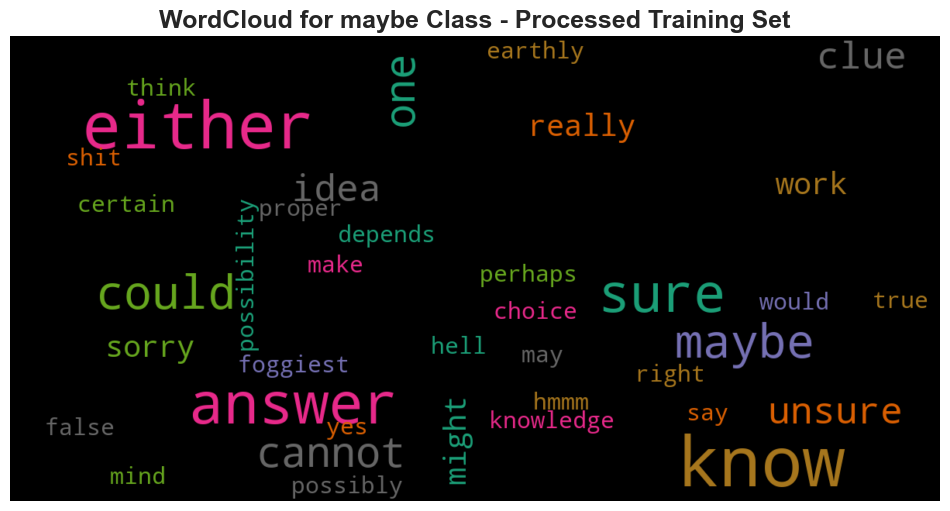 WordCloud for maybe Class - Processed Training Set
earthly
clue
think
one
either
really
shit
work
idea
certain
proper
possibility
depends
make
perhaps
could
sure
choice
would
true
sorry
hell
may
maybe
foggiest
right
answer
might
hmmm
knowledge
say
unsure
false
yes
cannot
know
mind
possibly